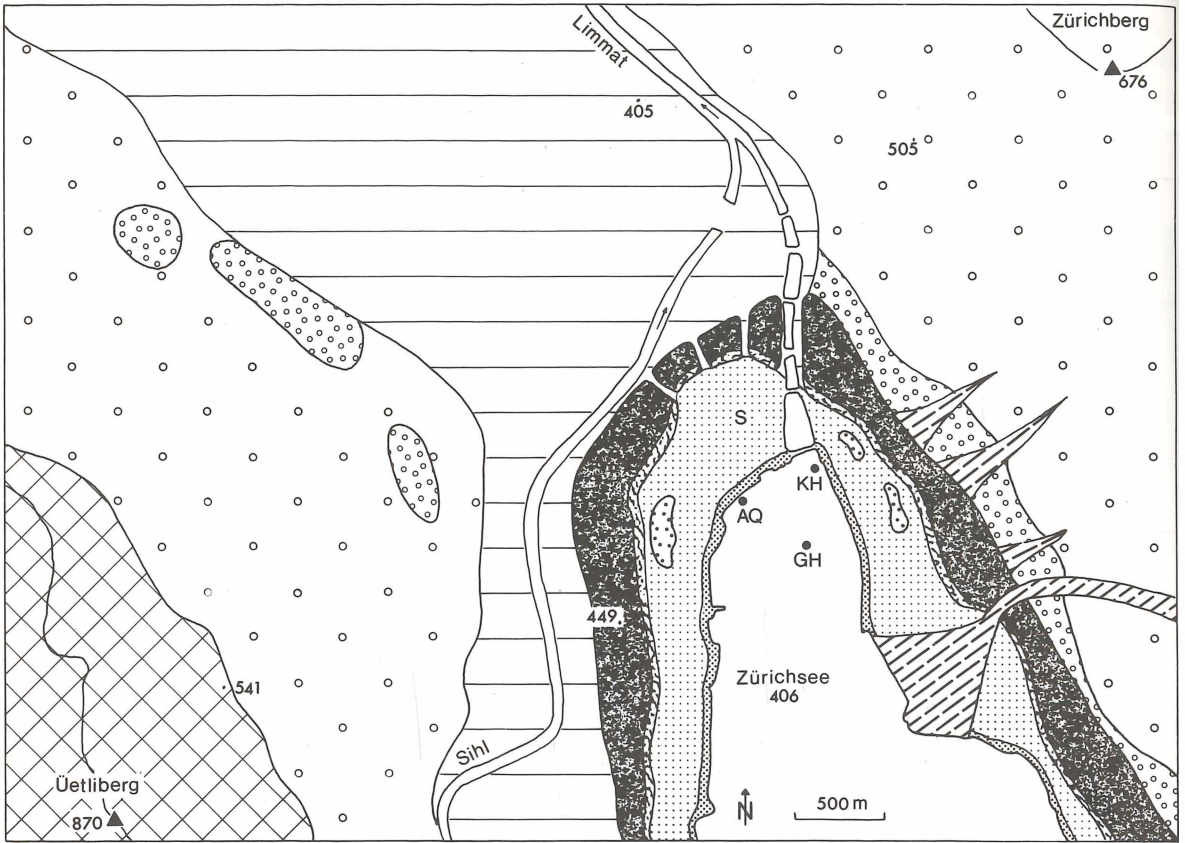 Limmat
Zürichberg
676
405
505
S
KH
AQ
GH
449
Zürichsee
406
541
Sihl
Üetliberg
870
N
500 m